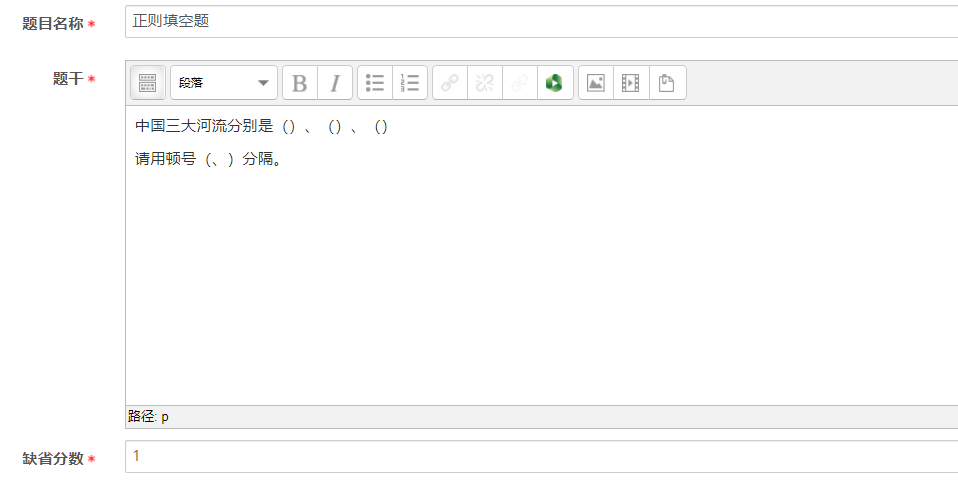 题目名称 * 正则填空题
题干 *
段落 B I
中国三大河流分别是（）、（）、（）
请用顿号（、）分隔。
路径: p
缺省分数 * 1